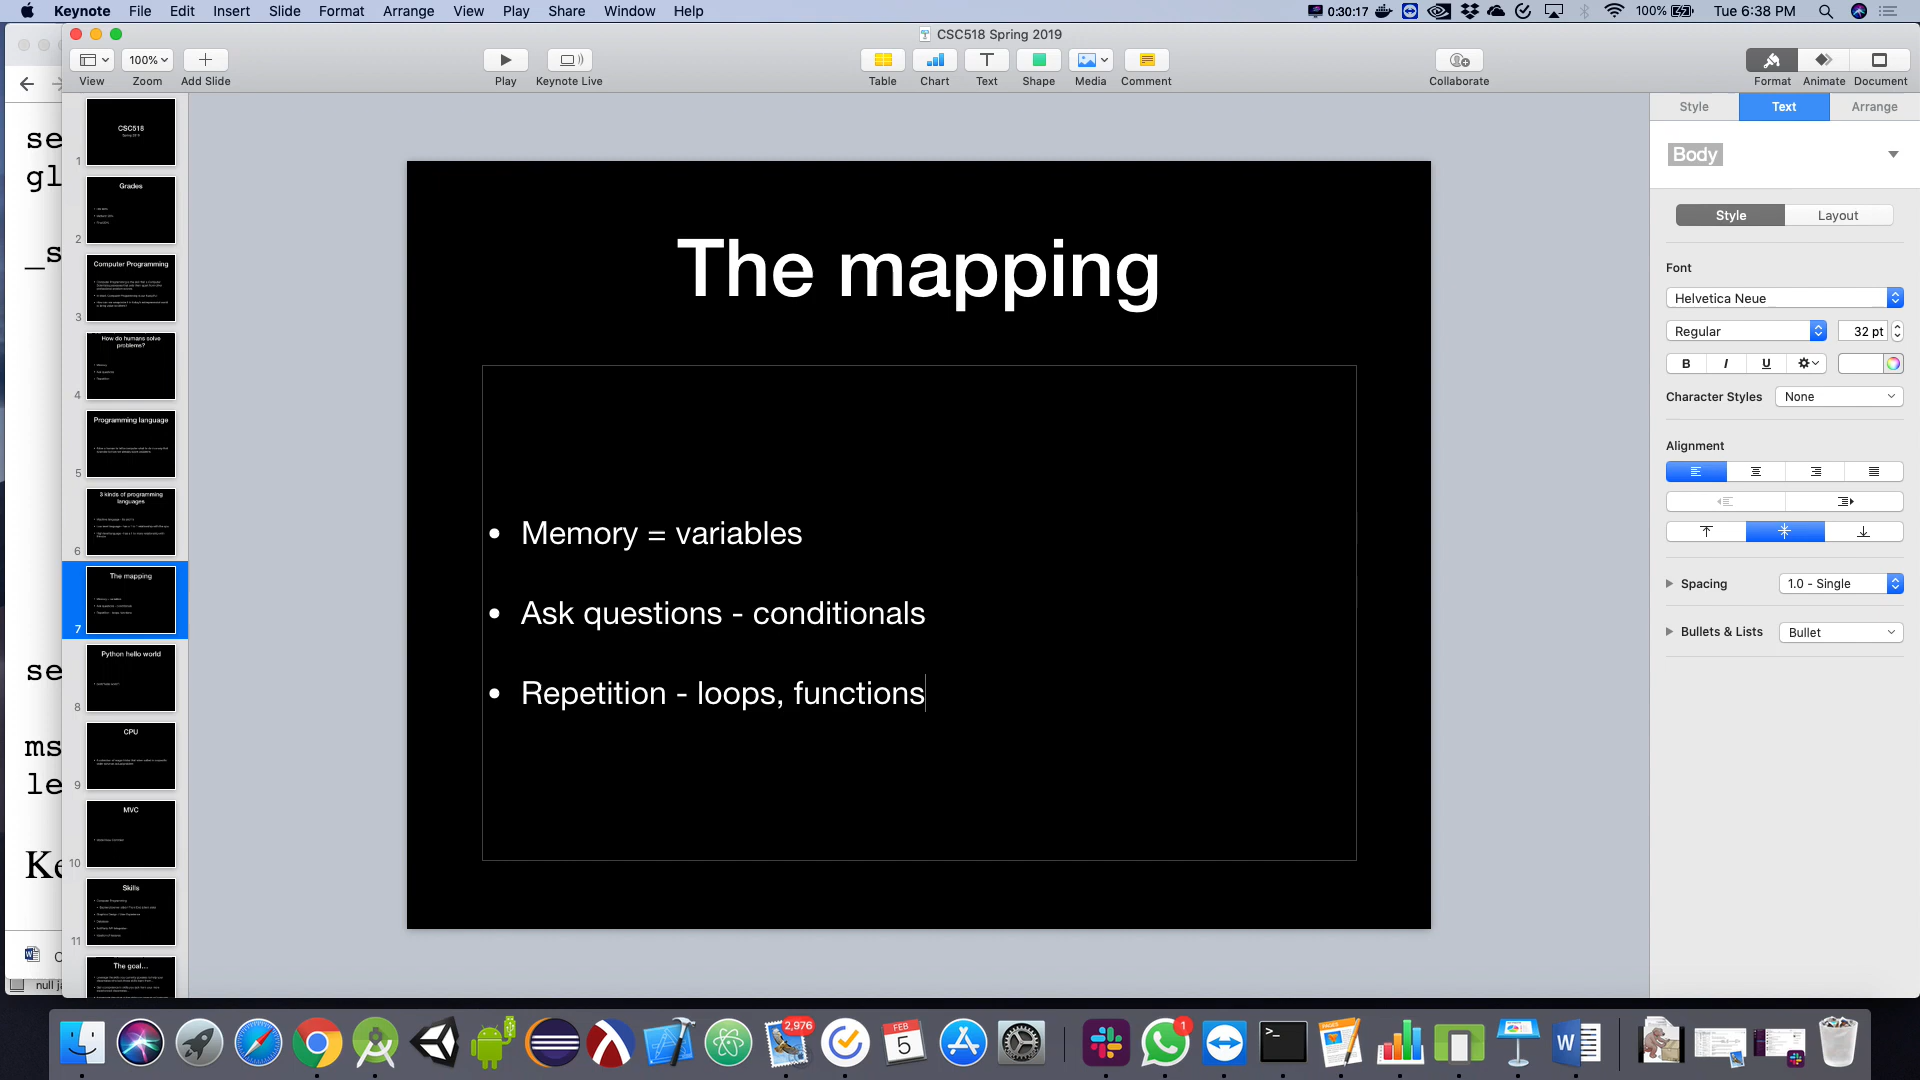 Keynote File Edit Insert Slide Format Arrange View Play Share Window Help
0:30:17 100% Tue 6:38 PM
CSC518 Spring 2019
100%
View Zoom Add Slide Play Keynote Live Table Chart Text Shape Media Comment Collaborate Format Animate Document
se
gl
_s
se
ms
le
Ke
null ja
CSC518
Spring 2019
1
Grades
2
Computer Programming
3
How do humans solve
problems?
4
Programming language
5
3 kinds of programming
languages
6
The mapping
7
Python hello world
8
CPU
9
MVC
10
Skills
11
The goal...
The mapping
• Memory = variables
• Ask questions - conditionals
• Repetition - loops, functions
Style Text Arrange
Body
Style Layout
Font
Helvetica Neue
Regular 32 pt
B I U
Character Styles None
Alignment
Spacing 1.0 - Single
Bullets & Lists Bullet
2,976
FEB
5
1
>_
PAGES
W